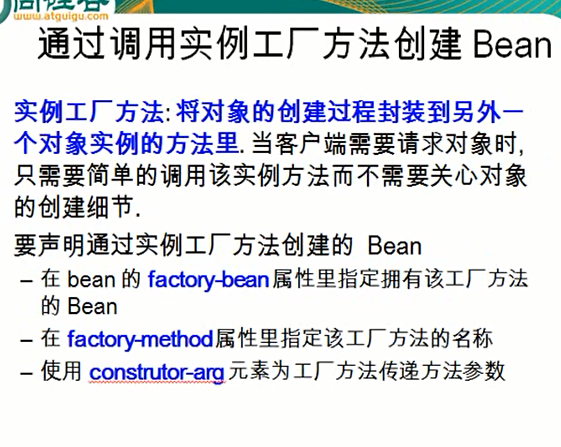 www.atguigu.com
通过调用实例工厂方法创建 Bean
实例工厂方法: 将对象的创建过程封装到另外一
个对象实例的方法里. 当客户端需要请求对象时,
只需要简单的调用该实例方法而不需要关心对象
的创建细节.
要声明通过实例工厂方法创建的 Bean
– 在 bean 的 factory-bean 属性里指定拥有该工厂方法
的 Bean
– 在 factory-method 属性里指定该工厂方法的名称
– 使用 construtor-arg 元素为工厂方法传递方法参数